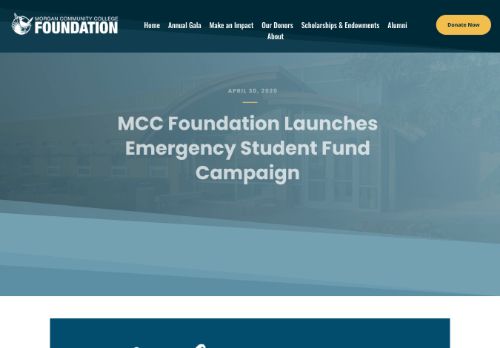 MORGAN COMMUNITY COLLEGE
FOUNDATION
Home Annual Gala Make an Impact Our Donors Scholarships & Endowments Alumni
About
Donate Now
APRIL 30, 2020
MCC Foundation Launches
Emergency Student Fund
Campaign